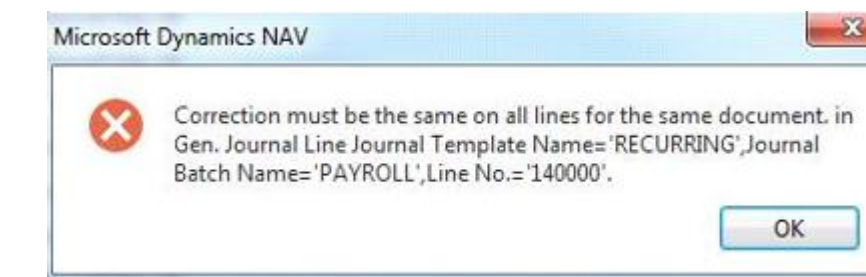 Microsoft Dynamics NAV
Correction must be the same on all lines for the same document. in
Gen. Journal Line Journal Template Name='RECURRING',Journal
Batch Name='PAYROLL',Line No.='140000'.
OK